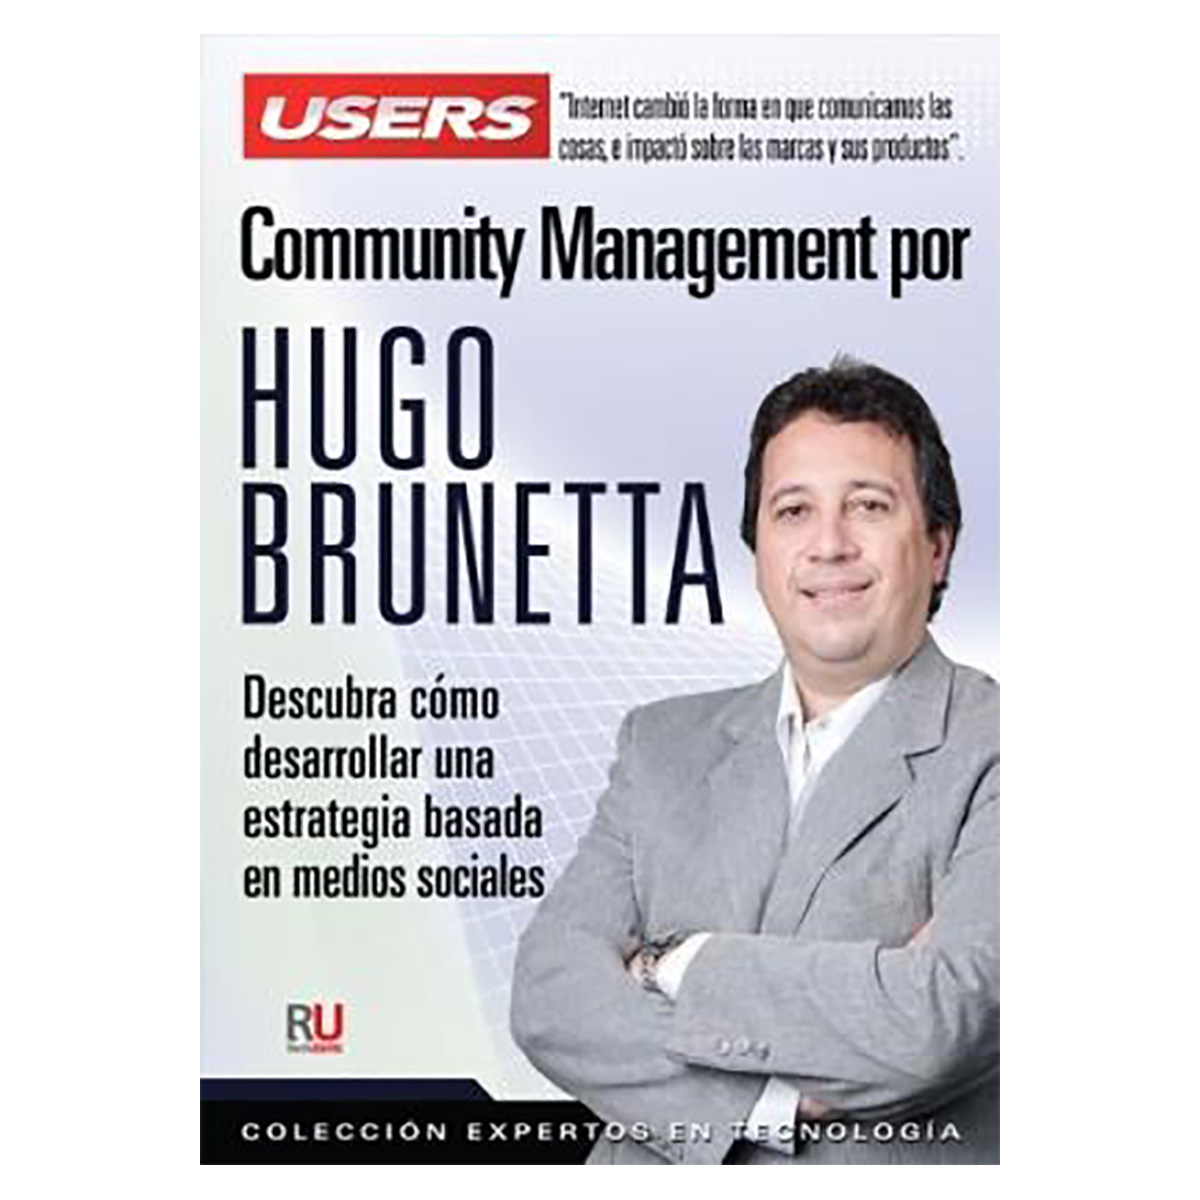 USERS
"Internet cambió la forma en que comunicamos las
cosas, e impactó sobre las marcas y sus productos".
Community Management por
HUGO
BRUNETTA
Descubra cómo
desarrollar una
estrategia basada
en medios sociales
RU
COLECCIÓN EXPERTOS EN TECNOLOGÍA